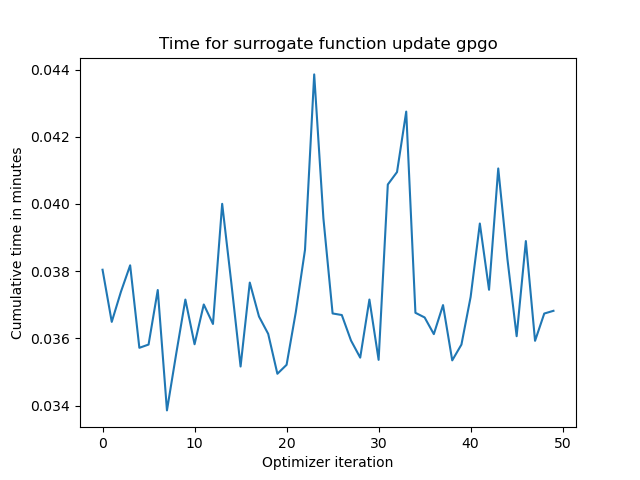 Time for surrogate function update gpgo
Cumulative time in minutes
0.044
0.042
0.040
0.038
0.036
0.034
0 10 20 30 40 50
Optimizer iteration